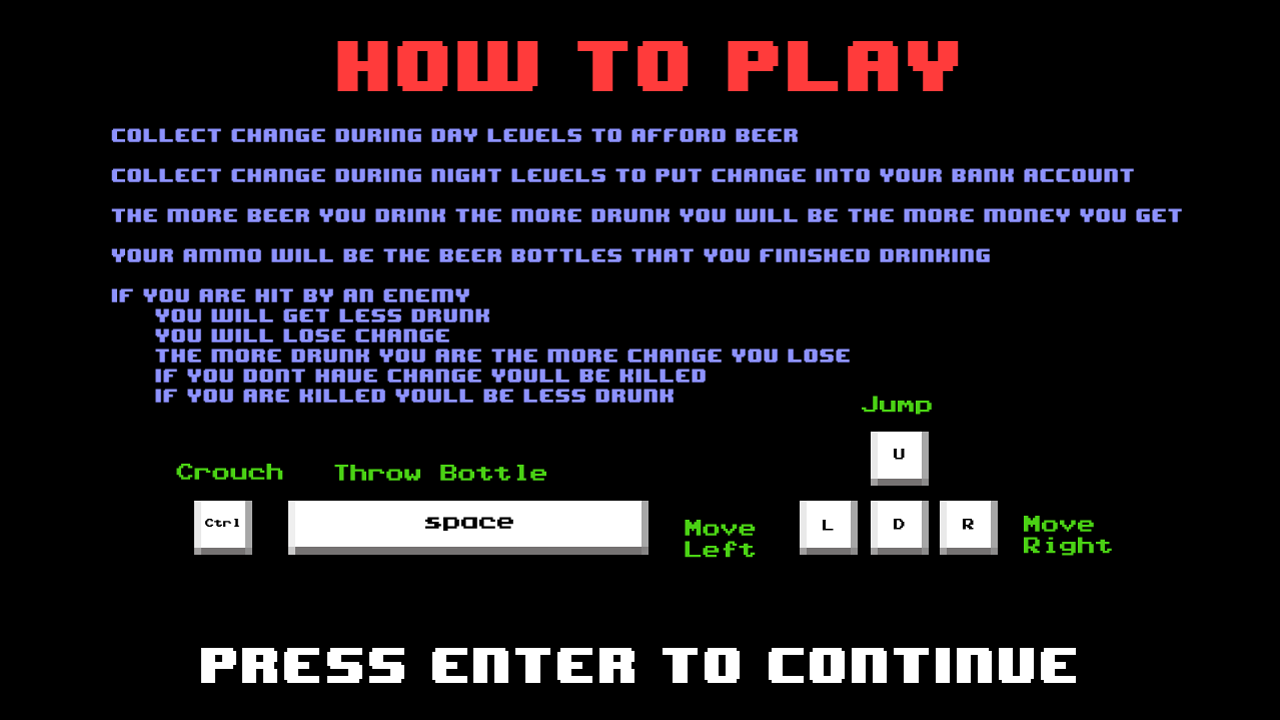 HOW TO PLAY
COLLECT CHANGE DURING DAY LEVELS TO AFFORD BEER
COLLECT CHANGE DURING NIGHT LEVELS TO PUT CHANGE INTO YOUR BANK ACCOUNT
THE MORE BEER YOU DRINK THE MORE DRUNK YOU WILL BE THE MORE MONEY YOU GET
YOUR AMMO WILL BE THE BEER BOTTLES THAT YOU FINISHED DRINKING
IF YOU ARE HIT BY AN ENEMY
YOU WILL GET LESS DRUNK
YOU WILL LOSE CHANGE
THE MORE DRUNK YOU ARE THE MORE CHANGE YOU LOSE
IF YOU DONT HAVE CHANGE YOULL BE KILLED
IF YOU ARE KILLED YOULL BE LESS DRUNK
Jump
U
Crouch
Throw Bottle
Ctrl
space
Move
Left
L
D
R
Move
Right
PRESS ENTER TO CONTINUE